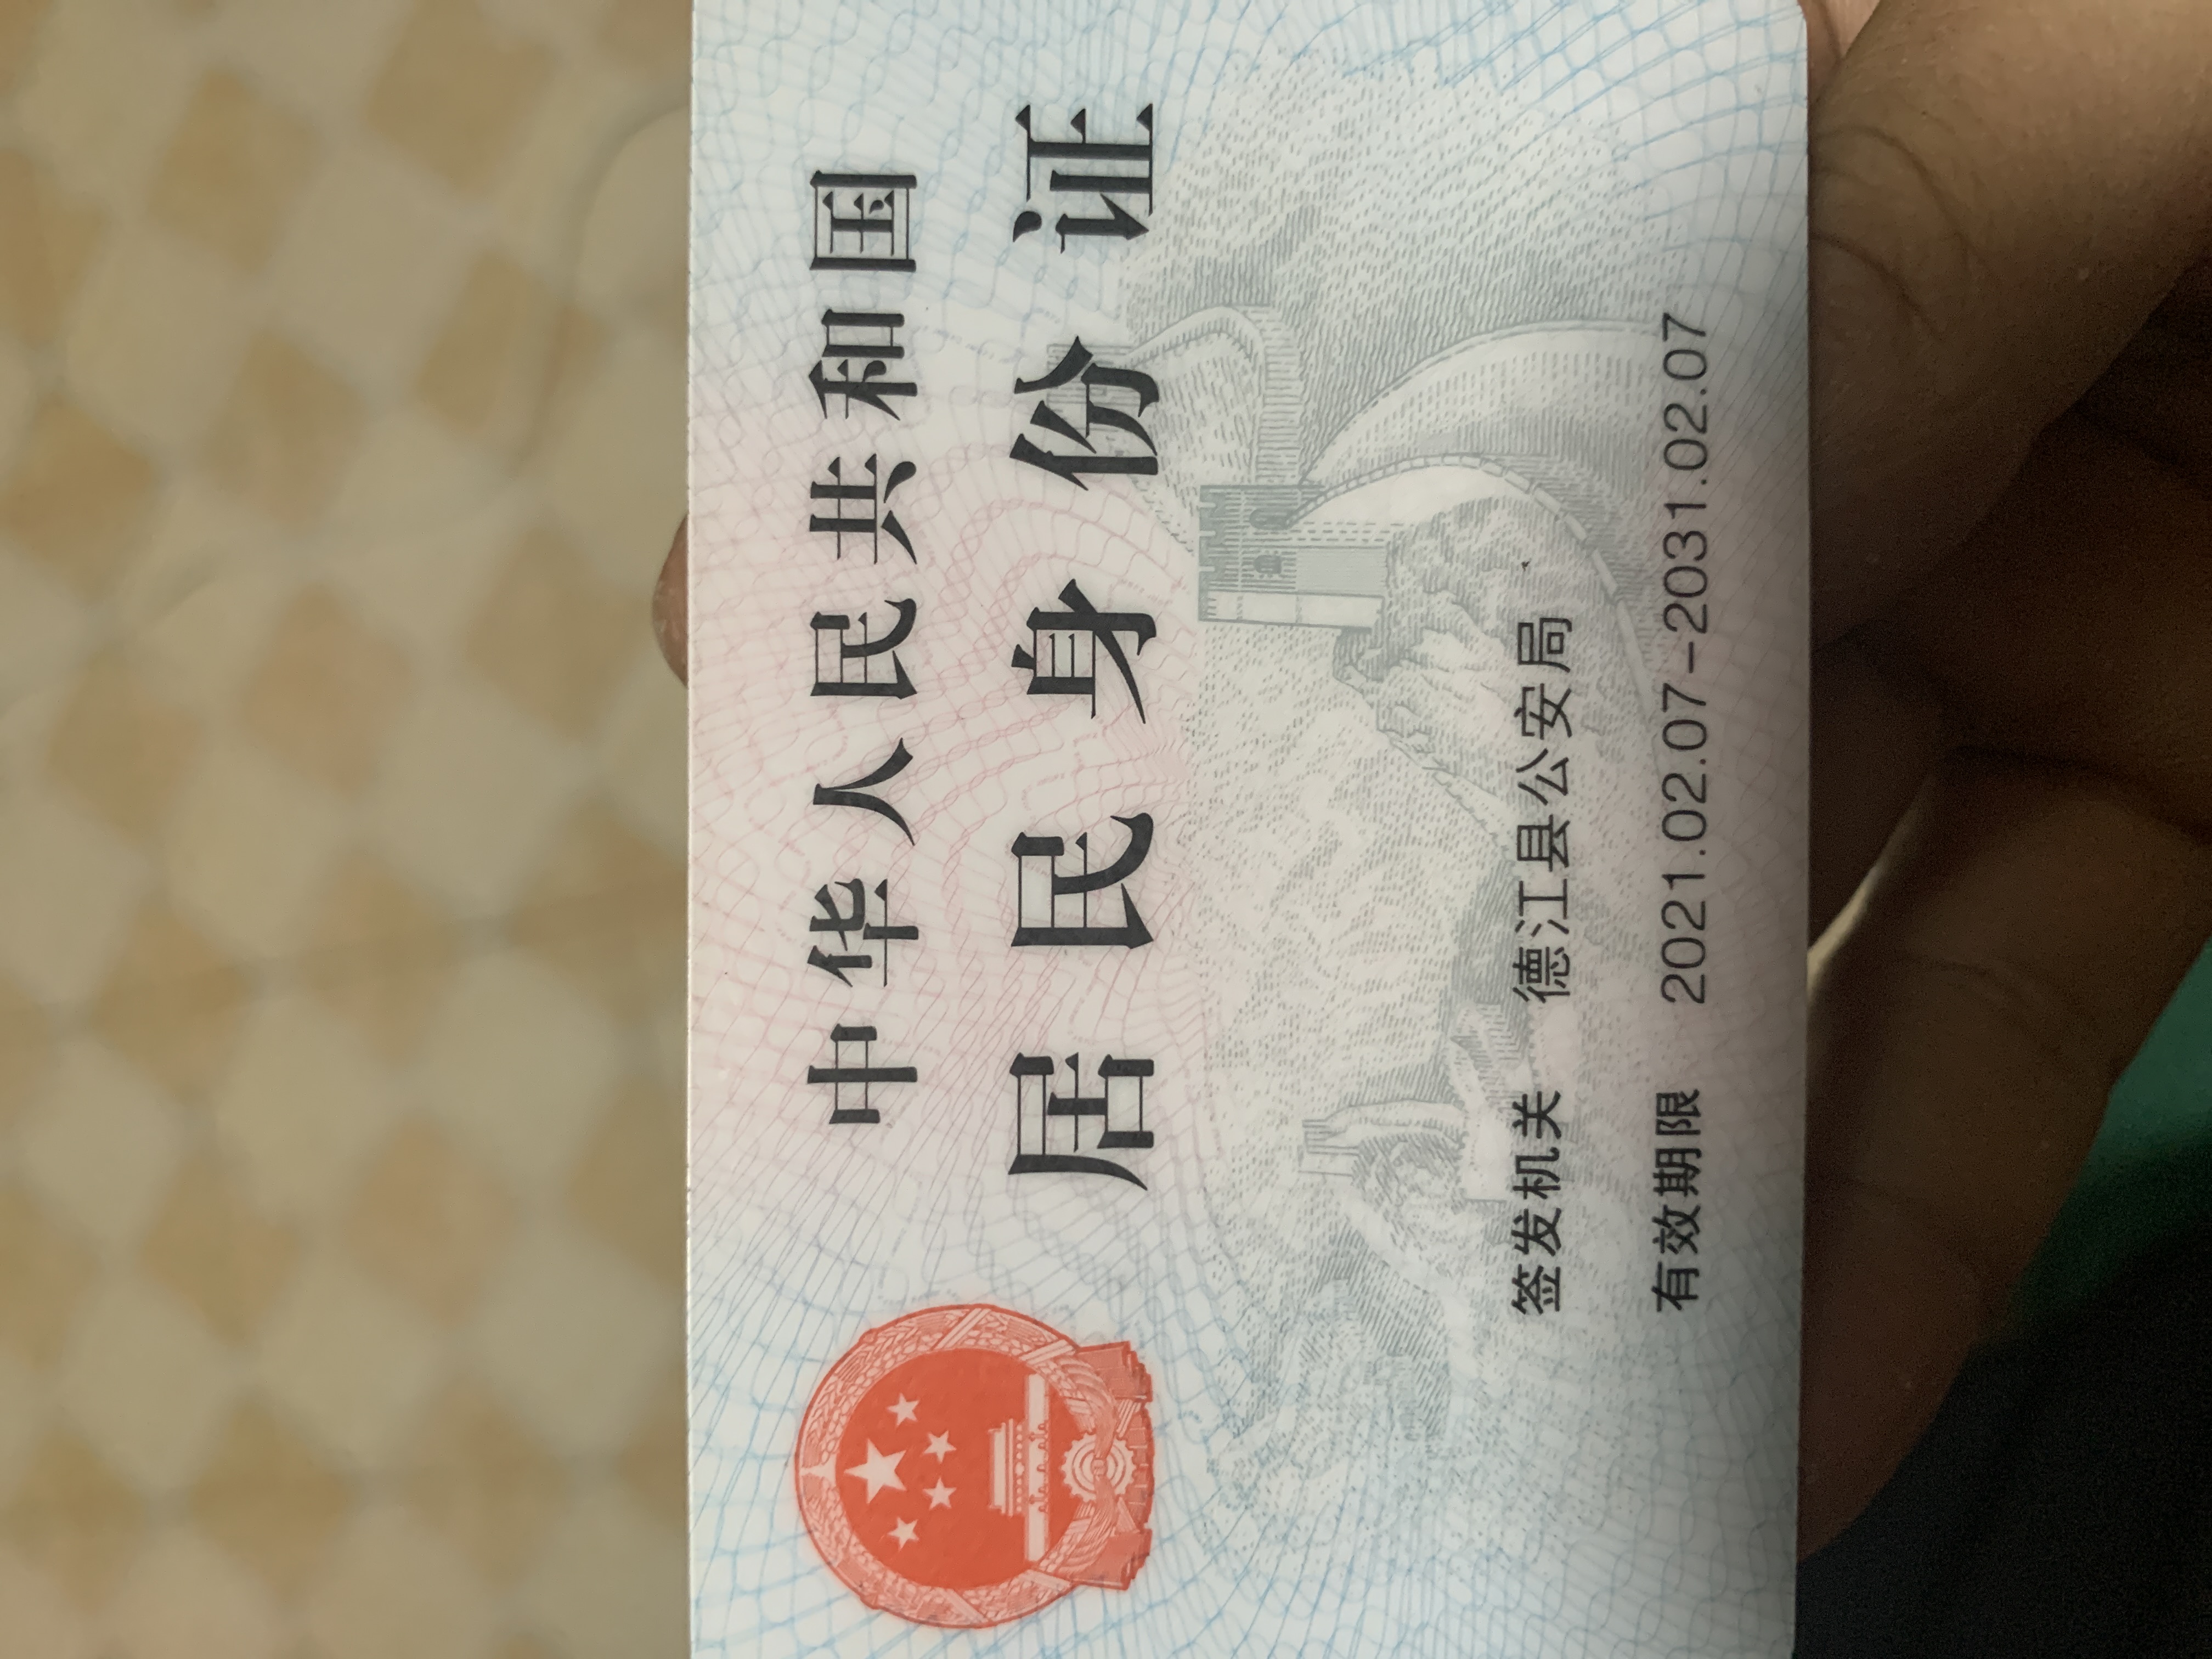 中华人民共和国
居民身份证
签发机关 德江县公安局
有效期限 2021.02.07-2031.02.07